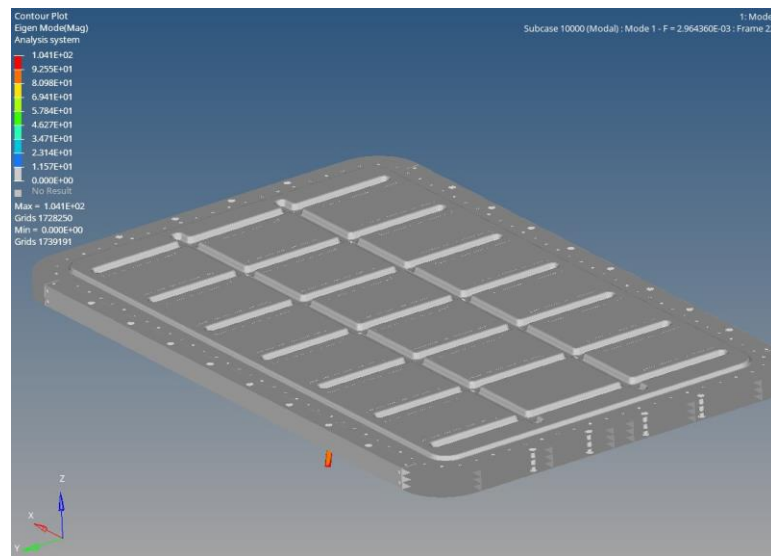 Contour Plot
Eigen Mode(Mag)
Analysis system
1.041E+02
9.255E+01
8.098E+01
6.941E+01
5.784E+01
4.627E+01
3.471E+01
2.314E+01
1.157E+01
0.000E+00
No Result
Max = 1.041E+02
Grids 1728250
Min = 0.000E+00
Grids 1739191
1: Mode
Subcase 10000 (Modal) : Mode 1 - F = 2.964360E-03 : Frame 2
Z
X
Y